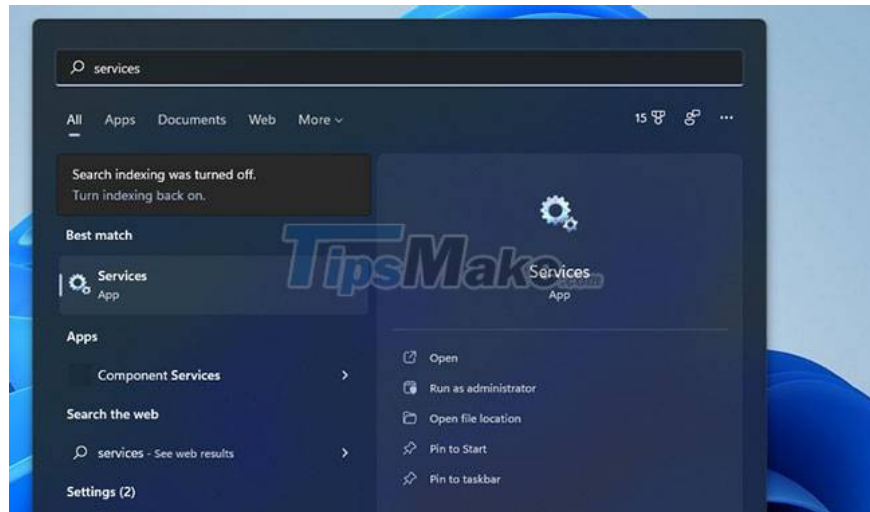 services
All Apps Documents Web More
15
Search indexing was turned off.
Turn indexing back on.
Best match
Services
App
Apps
Component Services
Search the web
services - See web results
Settings (2)
TipsMake.com
Services
App
Open
Run as administrator
Open file location
Pin to Start
Pin to taskbar